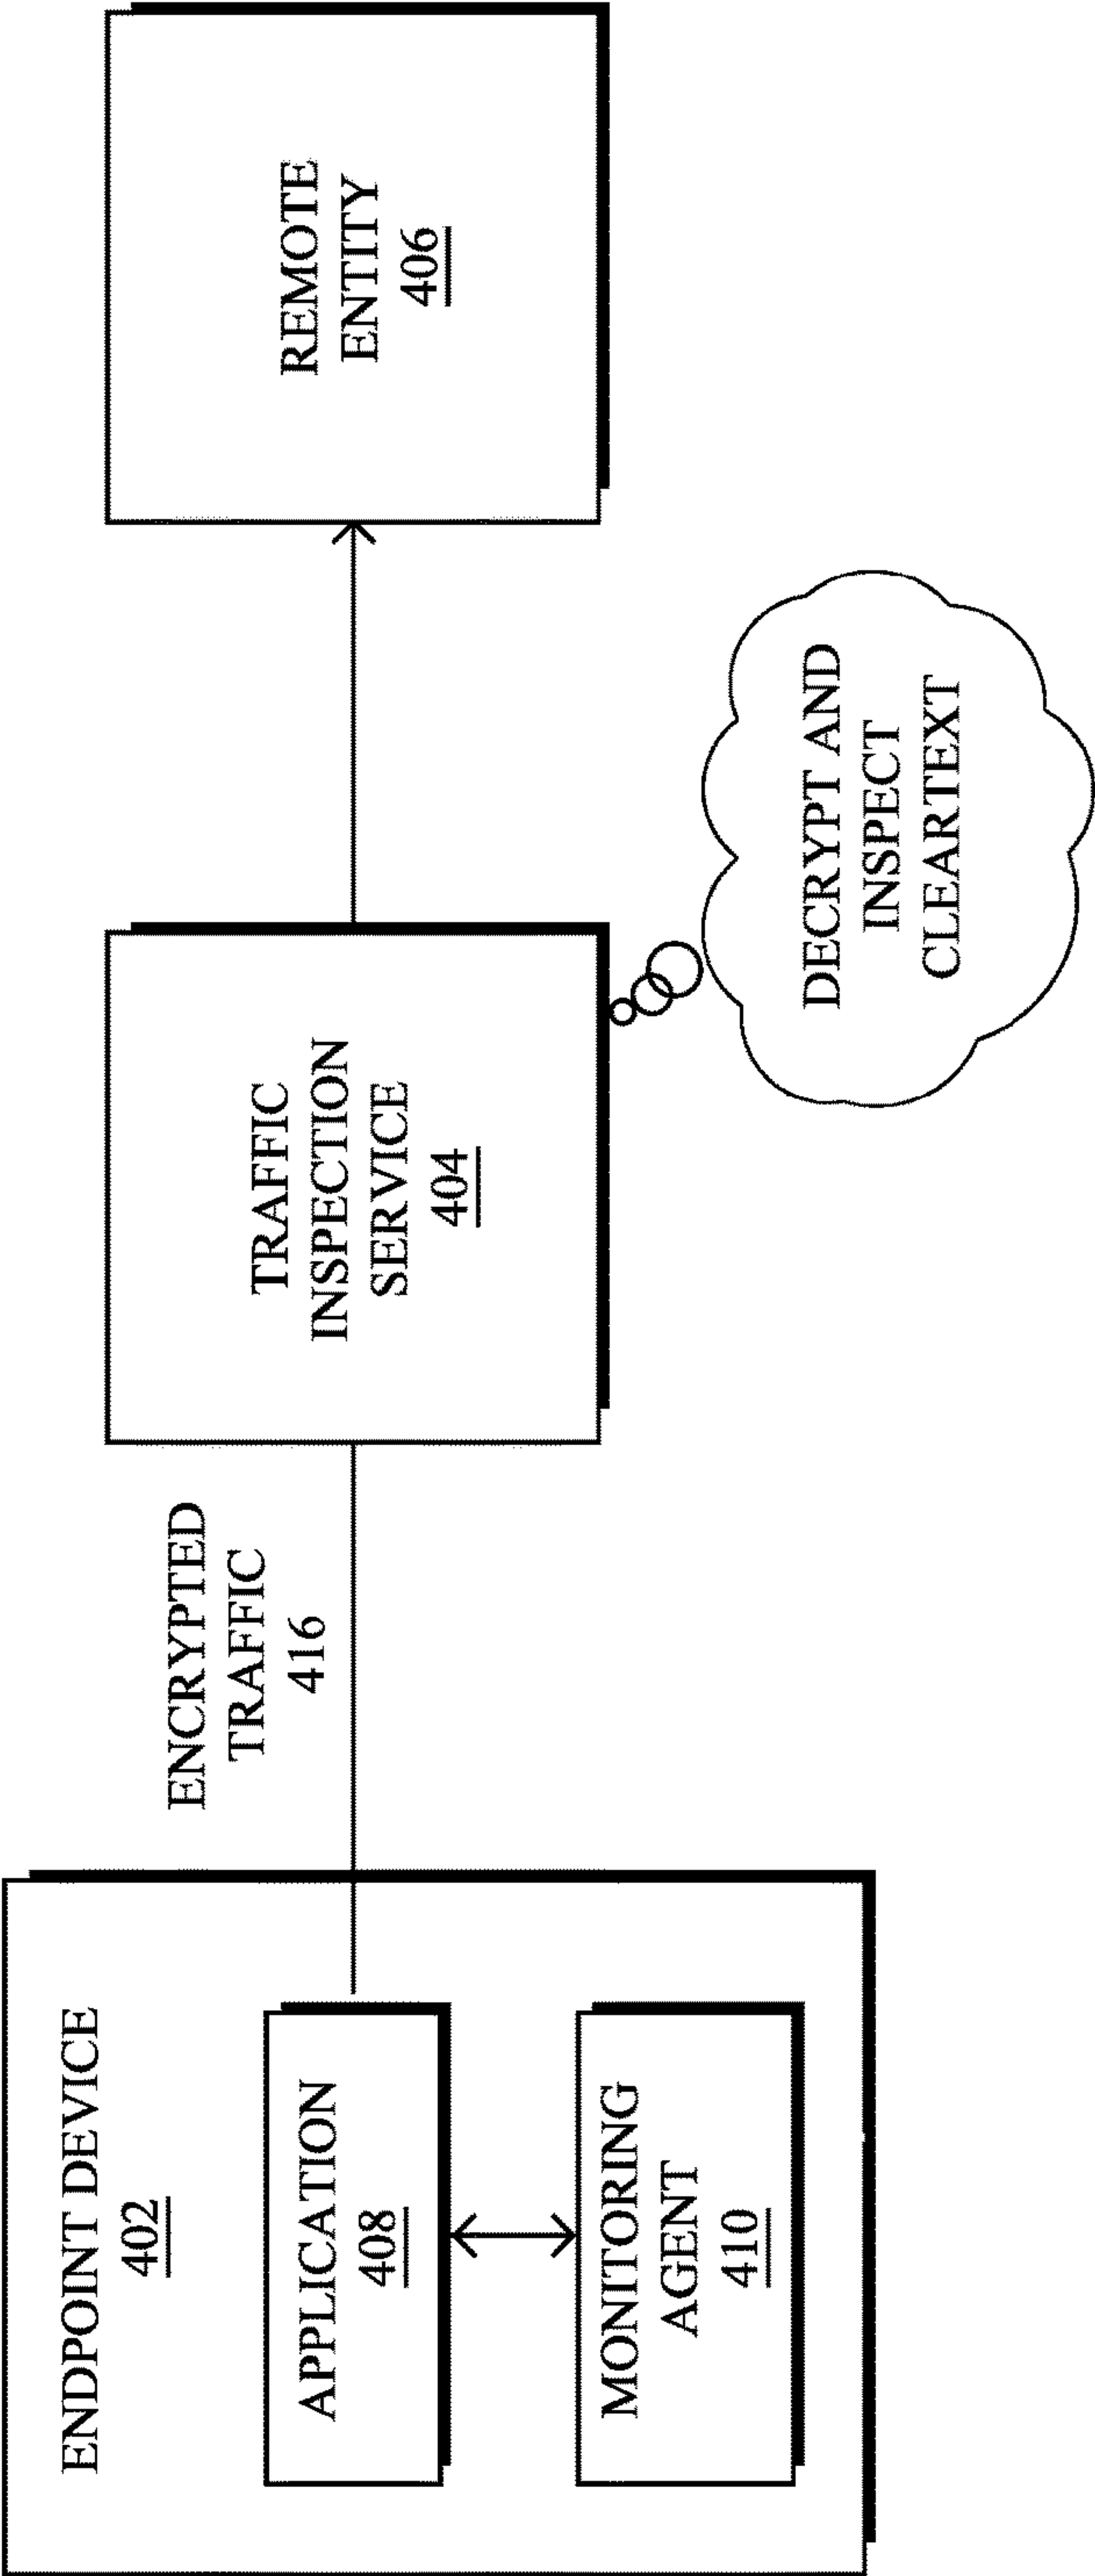 ENDPOINT DEVICE
402
APPLICATION
408
MONITORING
AGENT
410
ENCRYPTED
TRAFFIC
416
TRAFFIC
INSPECTION
SERVICE
404
DECRYPT AND
INSPECT
CLEARTEXT
REMOTE
ENTITY
406